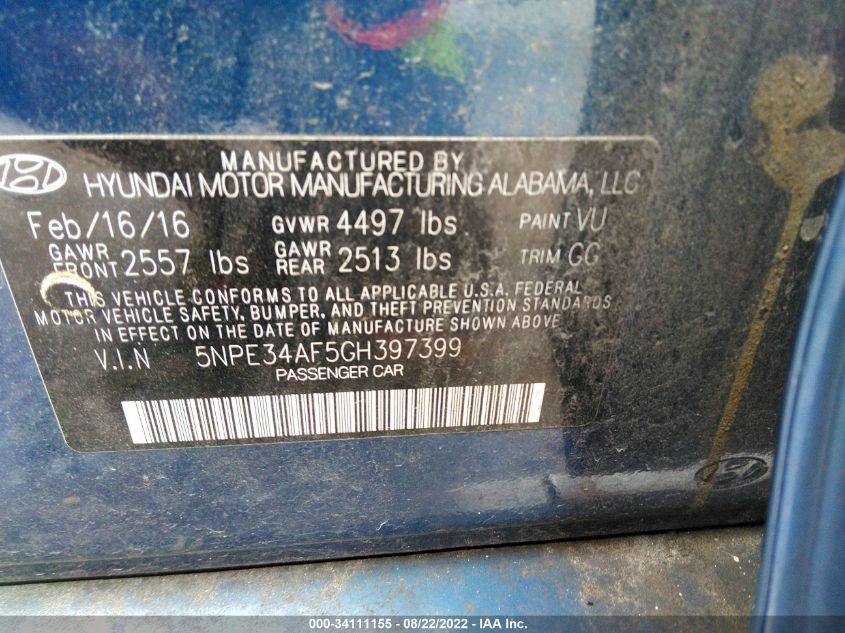 MANUFACTURED BY
HYUNDAI MOTOR MANUFACTURING ALABAMA, LLC
Feb/16/16 GVWR 4497 lbs PAINT VU
GAWR FRONT 2557 lbs GAWR REAR 2513 lbs TRIM GG
THIS VEHICLE CONFORMS TO ALL APPLICABLE U.S.A. FEDERAL
MOTOR VEHICLE SAFETY, BUMPER, AND THEFT PREVENTION STANDARDS
IN EFFECT ON THE DATE OF MANUFACTURE SHOWN ABOVE
V.I.N 5NPE34AF5GH397399
PASSENGER CAR
000-34111155 - 08/22/2022 - IAA Inc.